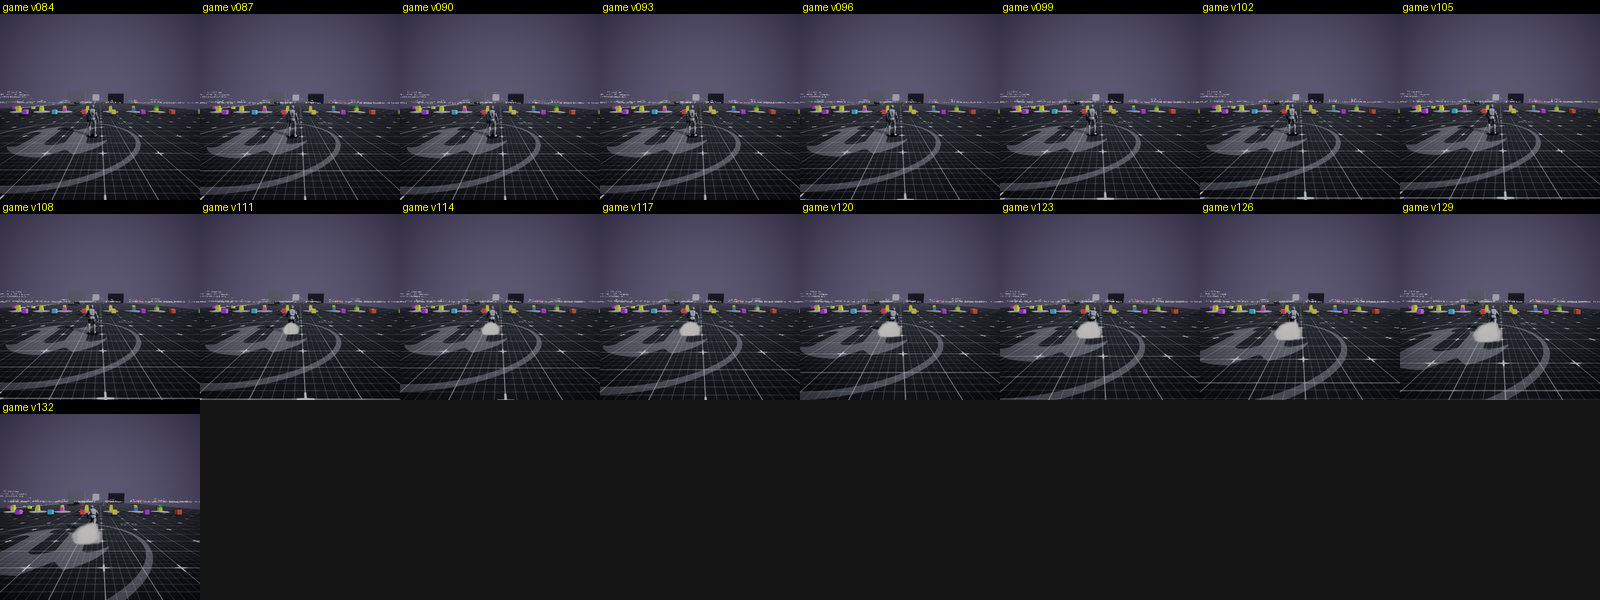 game v084
game v087
game v090
game v093
game v096
game v099
game v102
game v105
game v108
game v111
game v114
game v117
game v120
game v123
game v126
game v129
game v132